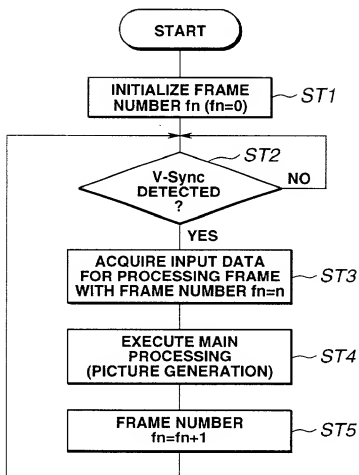 START
INITIALIZE FRAME
NUMBER fn (fn=0)
ST1
ST2
V-Sync
DETECTED
?
NO
YES
ACQUIRE INPUT DATA
FOR PROCESSING FRAME
WITH FRAME NUMBER fn=n
ST3
EXECUTE MAIN
PROCESSING
(PICTURE GENERATION)
ST4
FRAME NUMBER
fn=fn+1
ST5